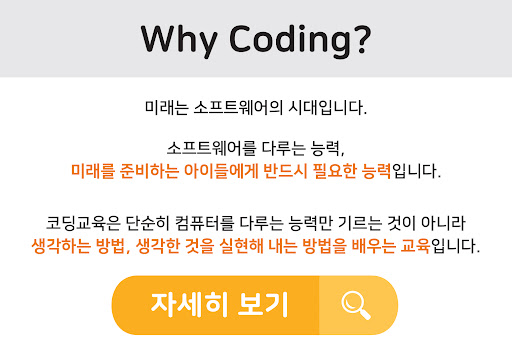 Why Coding?
미래는 소프트웨어의 시대입니다.
소프트웨어를 다루는 능력,
미래를 준비하는 아이들에게 반드시 필요한 능력입니다.
코딩교육은 단순히 컴퓨터를 다루는 능력만 기르는 것이 아니라
생각하는 방법, 생각한 것을 실현해 내는 방법을 배우는 교육입니다.
자세히 보기